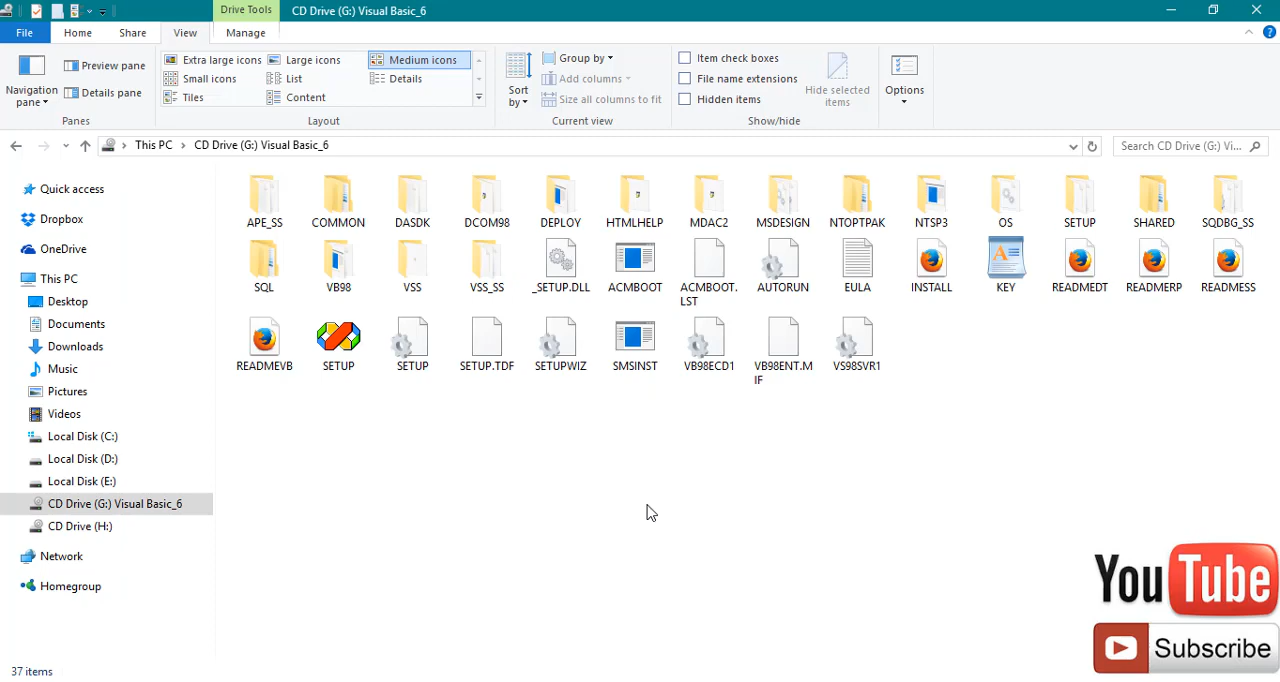 Drive Tools CD Drive (G:) Visual Basic_6
File Home Share View Manage
Extra large icons Large icons Medium icons
Small icons List Details
Tiles Content
Preview pane
Details pane
Navigation
pane
Sort
by
Group by
Add columns
Size all columns to fit
Item check boxes
File name extensions
Hidden items
Hide selected
items
Options
Panes Layout Current view Show/hide
This PC CD Drive (G:) Visual Basic_6 Search CD Drive (G:) Vi...
Quick access
Dropbox
OneDrive
This PC
Desktop
Documents
Downloads
Music
Pictures
Videos
Local Disk (C:)
Local Disk (D:)
Local Disk (E:)
CD Drive (G:) Visual Basic_6
CD Drive (H:)
Network
Homegroup
APE_SS COMMON DASDK DCOM98 DEPLOY HTMLHELP MDAC2 MSDESIGN NTOPTPAK NTSP3 OS SETUP SHARED SQDBG_SS
SQL VB98 VSS VSS_SS _SETUP.DLL ACMBOOT ACMBOOT.
LST AUTORUN EULA INSTALL KEY READMEDT READMERP READMESS
READMEVB SETUP SETUP SETUP.TDF SETUPWIZ SMSINST VB98ECD1 VB98ENT.M
IF VS98SVR1
37 items
YouTube
Subscribe